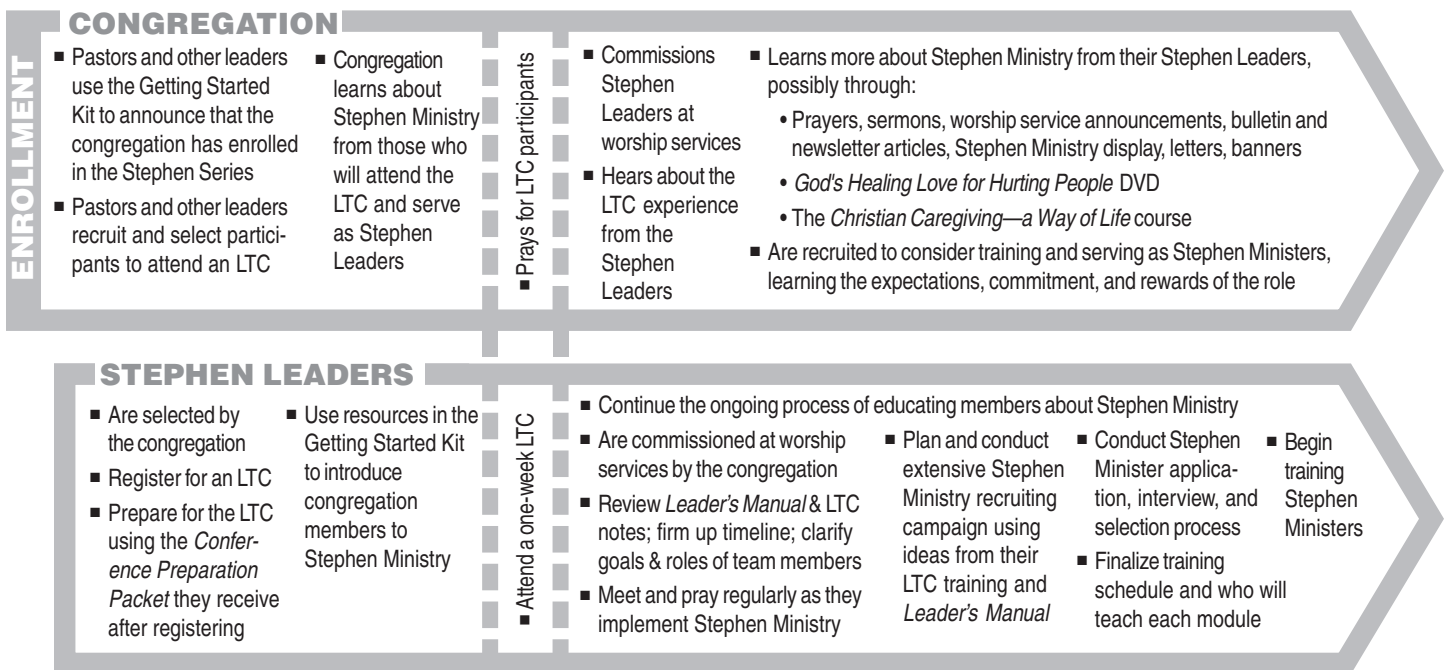 ENROLLMENT
CONGREGATION
■ Pastors and other leaders
use the Getting Started
Kit to announce that the
congregation has enrolled
in the Stephen Series
■ Pastors and other leaders
recruit and select partici-
pants to attend an LTC
■ Congregation
learns about
Stephen Ministry
from those who
will attend the
LTC and serve
as Stephen
Leaders
■ Prays for LTC participants
■ Commissions
Stephen
Leaders at
worship services
■ Hears about the
LTC experience
from the
Stephen
Leaders
■ Learns more about Stephen Ministry from their Stephen Leaders,
possibly through:
• Prayers, sermons, worship service announcements, bulletin and
newsletter articles, Stephen Ministry display, letters, banners
• God's Healing Love for Hurting People DVD
• The Christian Caregiving—a Way of Life course
■ Are recruited to consider training and serving as Stephen Ministers,
learning the expectations, commitment, and rewards of the role
STEPHEN LEADERS
■ Are selected by
the congregation
■ Register for an LTC
■ Prepare for the LTC
using the Confer-
ence Preparation
Packet they receive
after registering
■ Use resources in the
Getting Started Kit
to introduce
congregation
members to
Stephen Ministry
■ Attend a one-week LTC
■ Continue the ongoing process of educating members about Stephen Ministry
■ Are commissioned at worship
services by the congregation
■ Review Leader's Manual & LTC
notes; firm up timeline; clarify
goals & roles of team members
■ Meet and pray regularly as they
implement Stephen Ministry
■ Plan and conduct
extensive Stephen
Ministry recruiting
campaign using
ideas from their
LTC training and
Leader's Manual
■ Conduct Stephen
Minister applica-
tion, interview, and
selection process
■ Finalize training
schedule and who will
teach each module
■ Begin
training
Stephen
Ministers